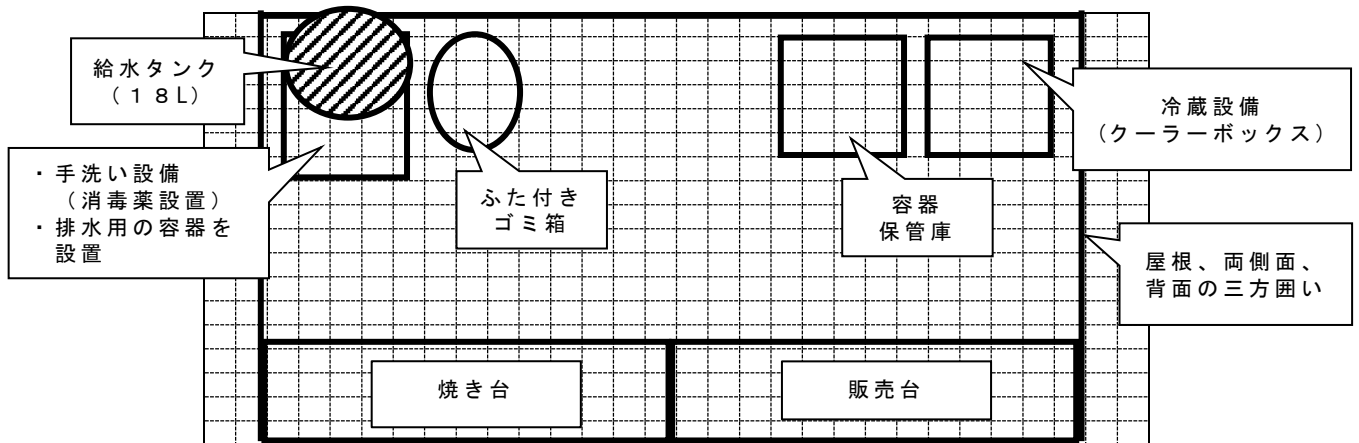 給水タンク
（１８L）
・手洗い設備
（消毒薬設置）
・排水用の容器を
設置
ふた付き
ゴミ箱
容器
保管庫
冷蔵設備
（クーラーボックス）
屋根、両側面、
背面の三方囲い
焼き台
販売台